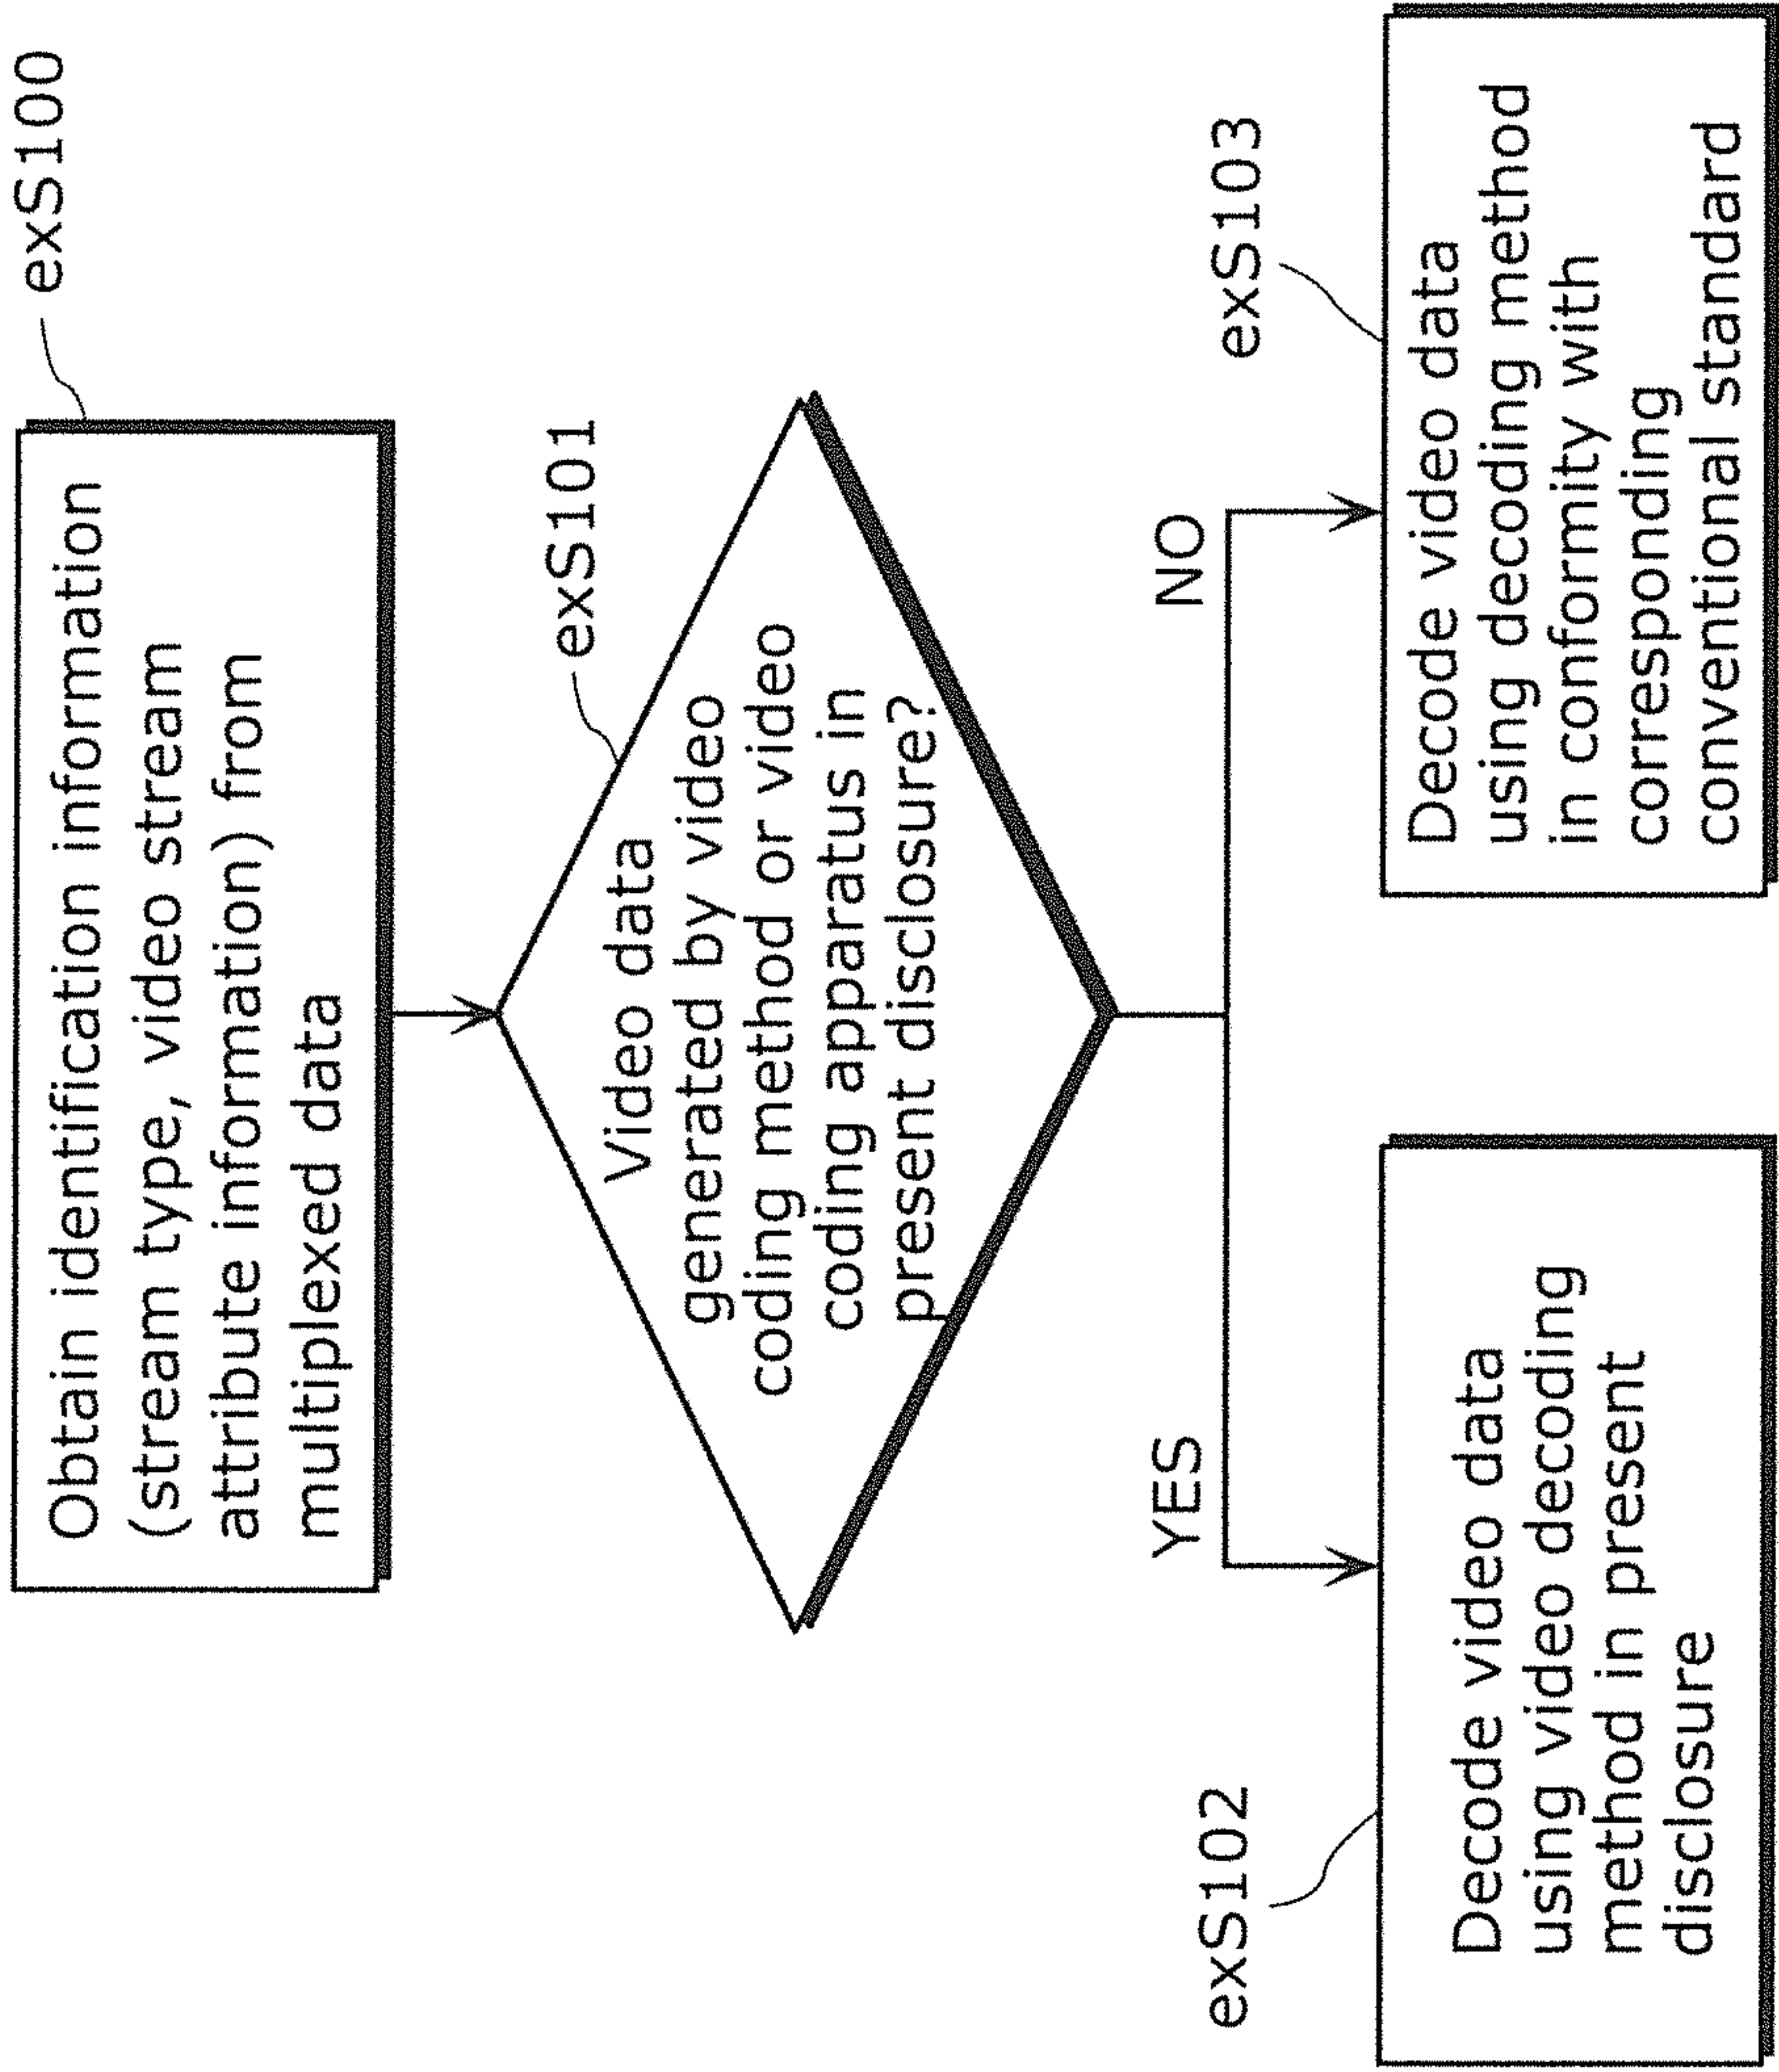 exS100
Obtain identification information
(stream type, video stream
attribute information) from
multiplexed data
exS101
Video data
generated by video
coding method or video
coding apparatus in
present disclosure?
YES
NO
exS102
Decode video data
using video decoding
method in present
disclosure
exS103
Decode video data
using decoding method
in conformity with
corresponding
conventional standard